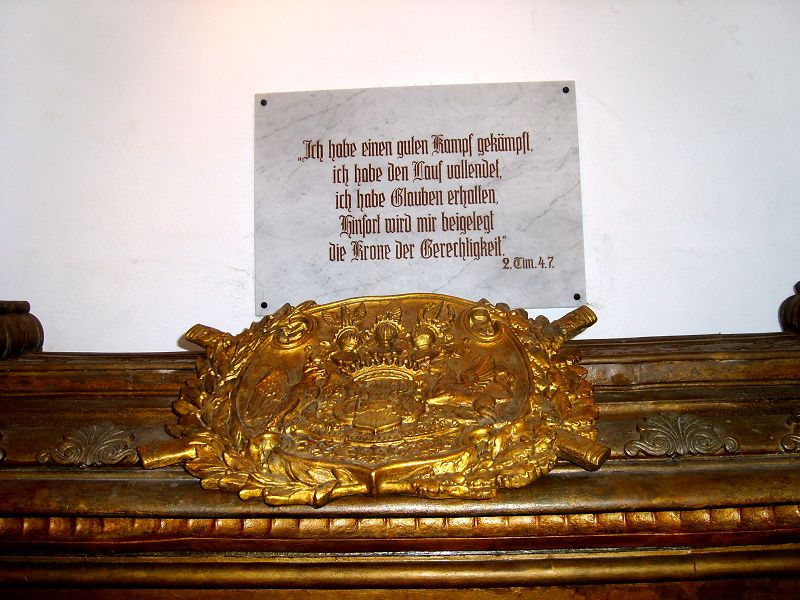 „Ich habe einen guten Kampf gekämpft,
ich habe den Lauf vollendet,
ich habe Glauben erhalten,
Hinfort wird mir beigelegt
die Krone der Gerechtigkeit“
2. Tim. 4.7.